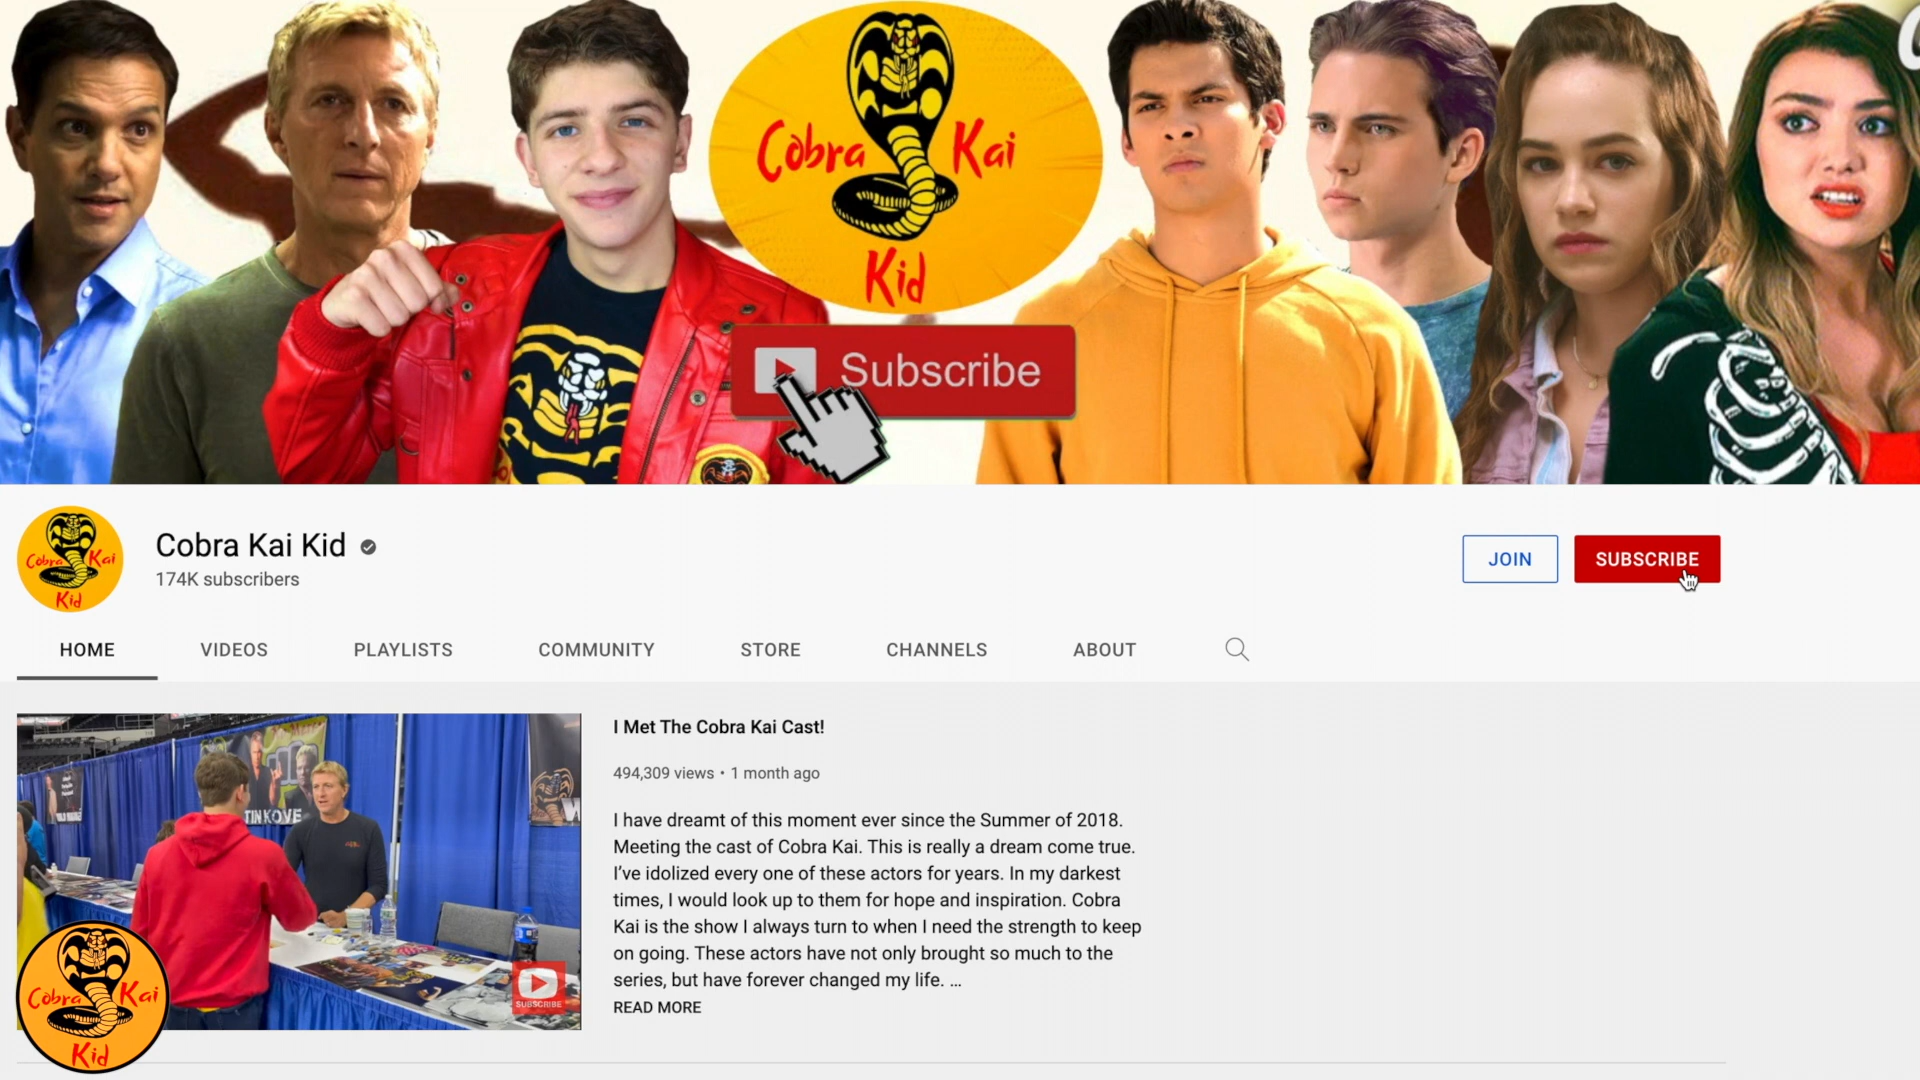 Cobra Kai
Kid
Subscribe
Cobra Kai
Kid
Cobra Kai Kid
174K subscribers
JOIN
SUBSCRIBE
HOME
VIDEOS
PLAYLISTS
COMMUNITY
STORE
CHANNELS
ABOUT
I Met The Cobra Kai Cast!
494,309 views • 1 month ago
I have dreamt of this moment ever since the Summer of 2018.
Meeting the cast of Cobra Kai. This is really a dream come true.
I’ve idolized every one of these actors for years. In my darkest
times, I would look up to them for hope and inspiration. Cobra
Kai is the show I always turn to when I need the strength to keep
on going. These actors have not only brought so much to the
series, but have forever changed my life. ...
READ MORE
TIN KOVE
SUBSCRIBE
Cobra Kai
Kid